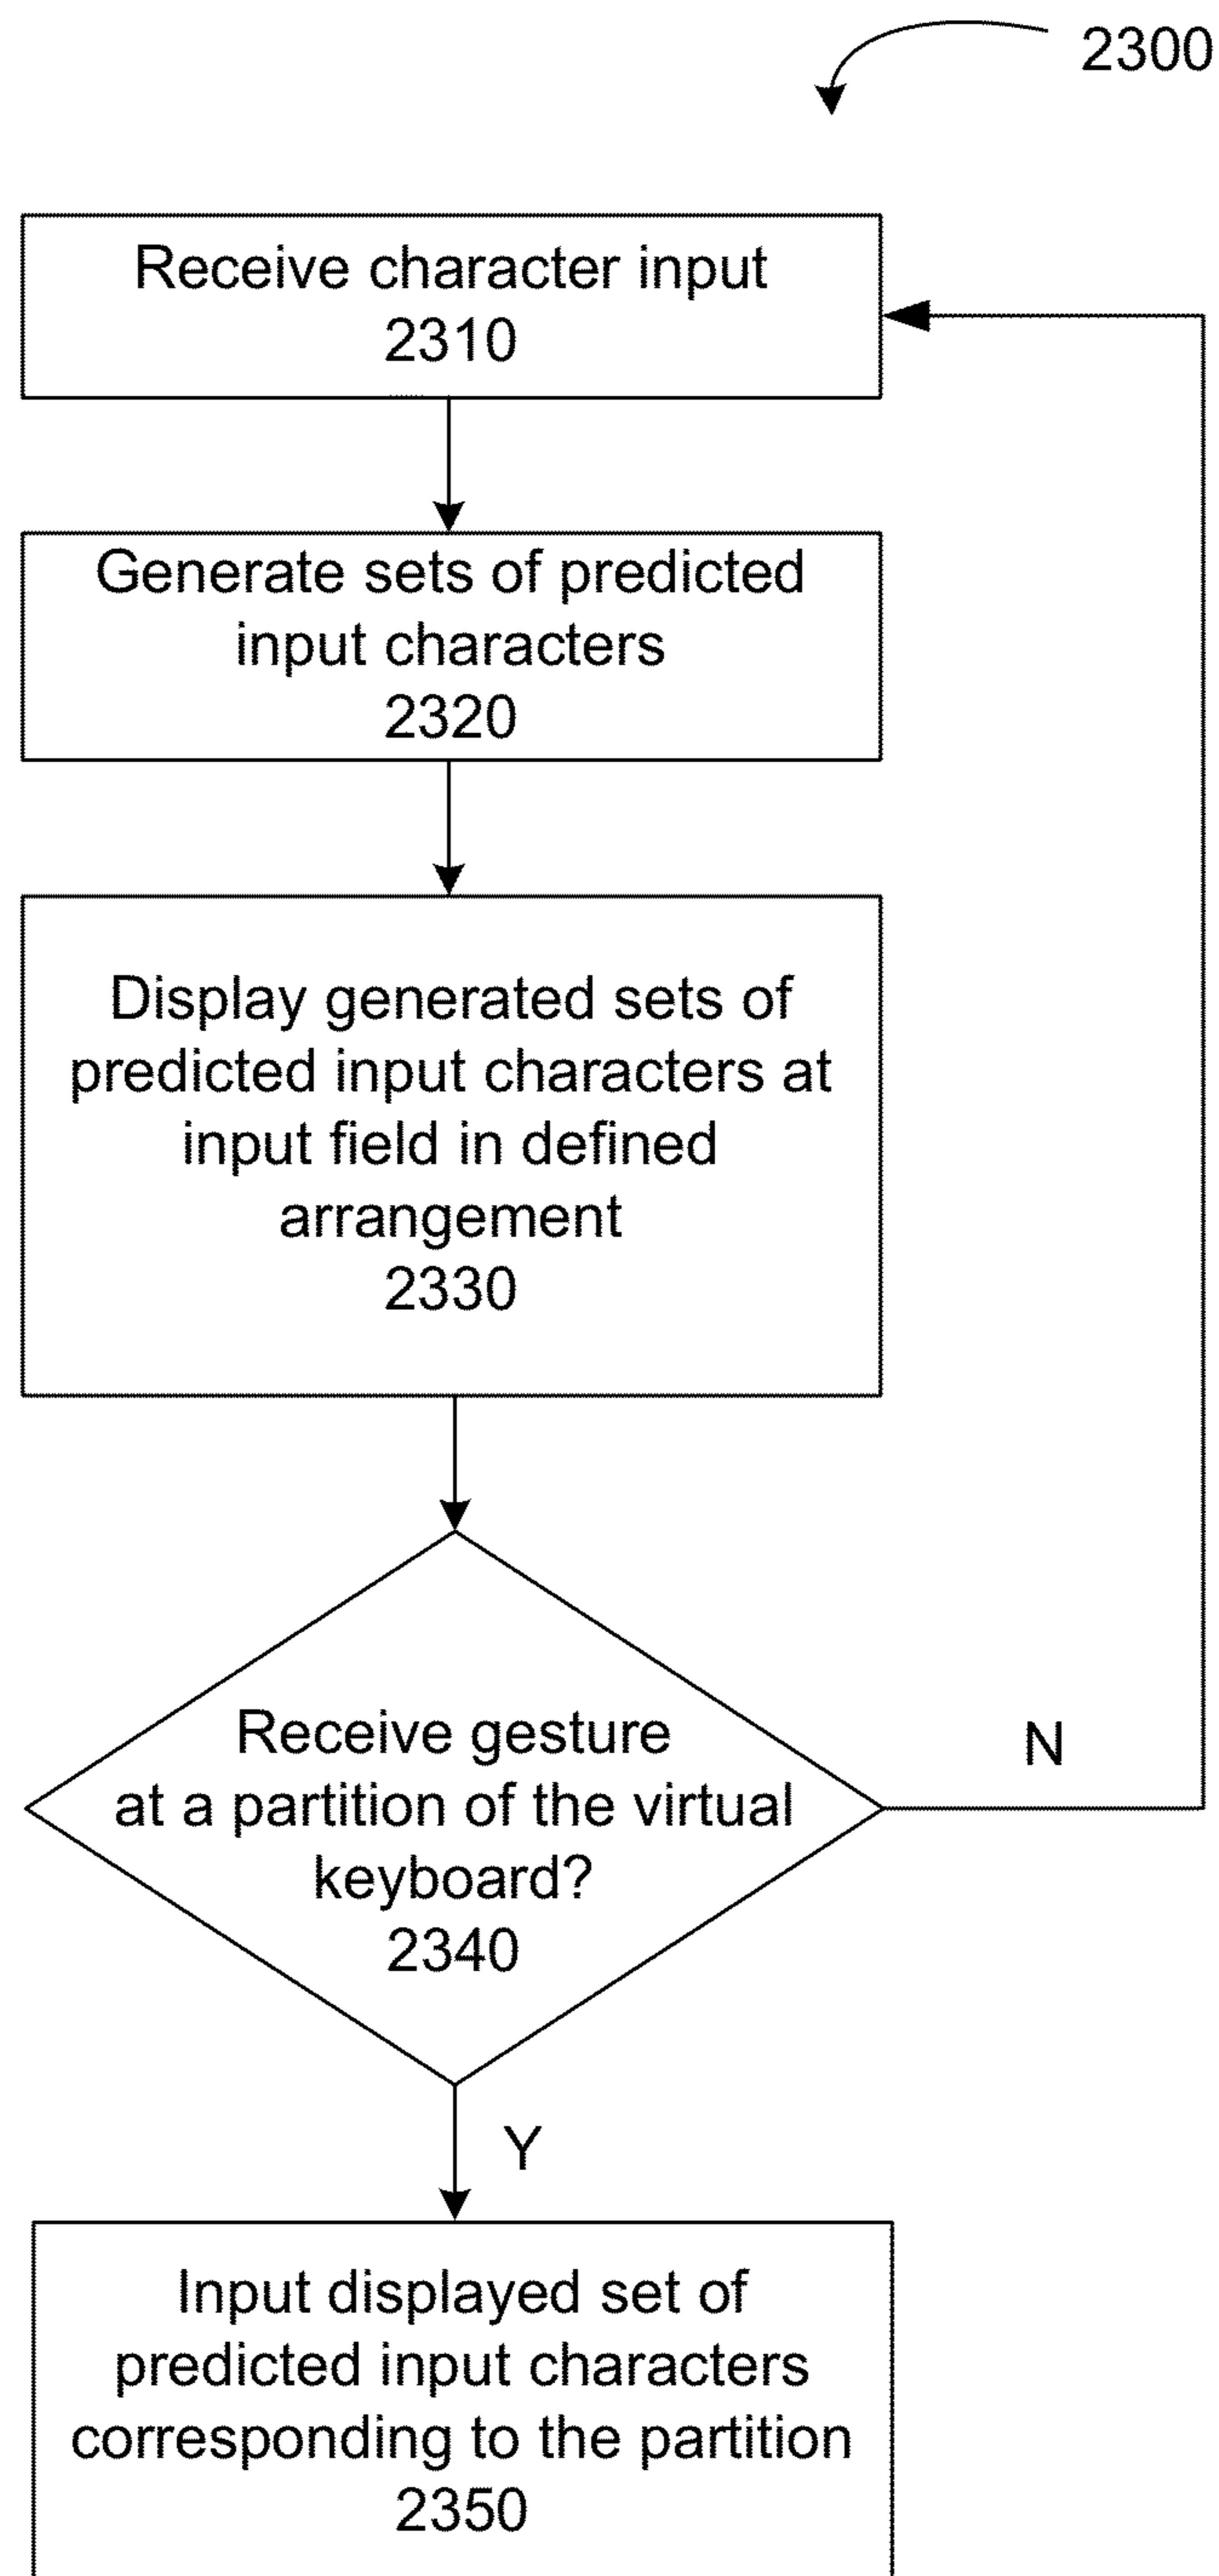 2300
Receive character input
2310
Generate sets of predicted
input characters
2320
Display generated sets of
predicted input characters at
input field in defined
arrangement
2330
Receive gesture
at a partition of the virtual
keyboard?
2340
N
Y
Input displayed set of
predicted input characters
corresponding to the partition
2350